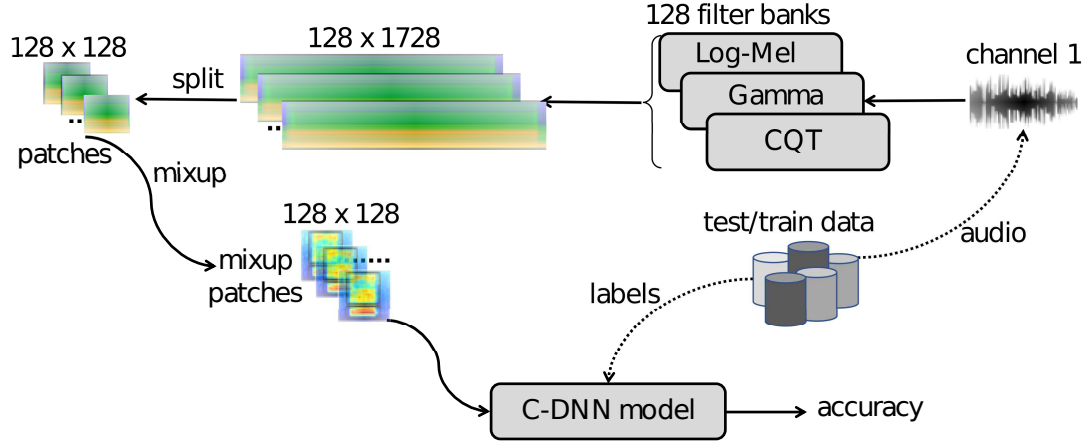 128 filter banks
128 x 128
128 x 1728
Log-Mel
channel 1
split
Gamma
CQT
patches
mixup
128 x 128
test/train data
audio
mixup
patches
labels
C-DNN model
accuracy